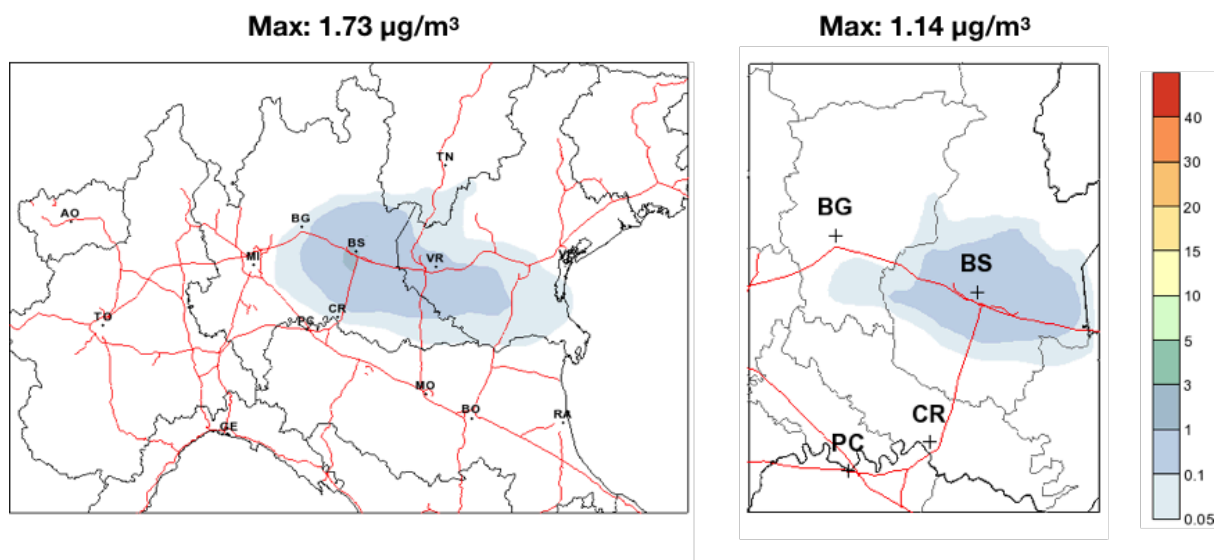 Max: 1.73 µg/m³
Max: 1.14 µg/m³
TN
AO
BG
BS
MI
VR
TO
CR
PC
MO
BO
RA
GE
BG
BS
CR
PC
40
30
20
15
10
5
3
1
0.1
0.05